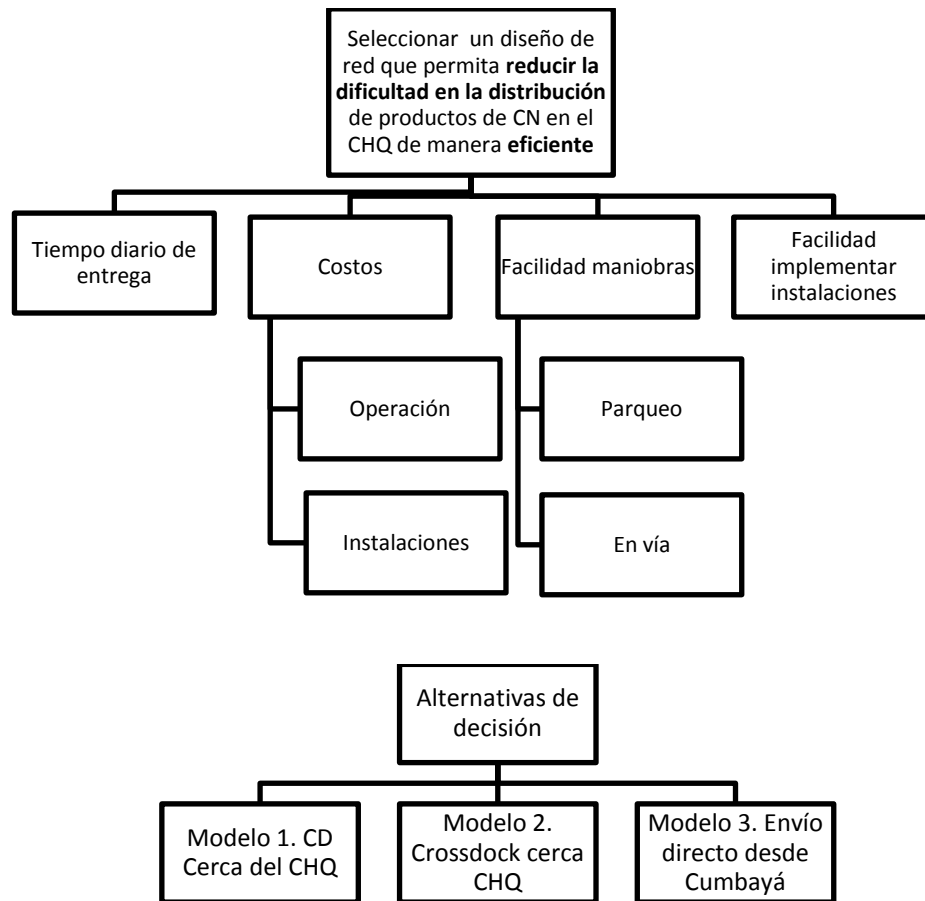 Seleccionar un diseño de
red que permita reducir la
dificultad en la distribución
de productos de CN en el
CHQ de manera eficiente
Tiempo diario de
entrega
Costos
Facilidad maniobras
Facilidad
implementar
instalaciones
Operación
Parqueo
Instalaciones
En vía
Alternativas de
decisión
Modelo 1. CD
Cerca del CHQ
Modelo 2.
Crossdock cerca
CHQ
Modelo 3. Envío
directo desde
Cumbayá